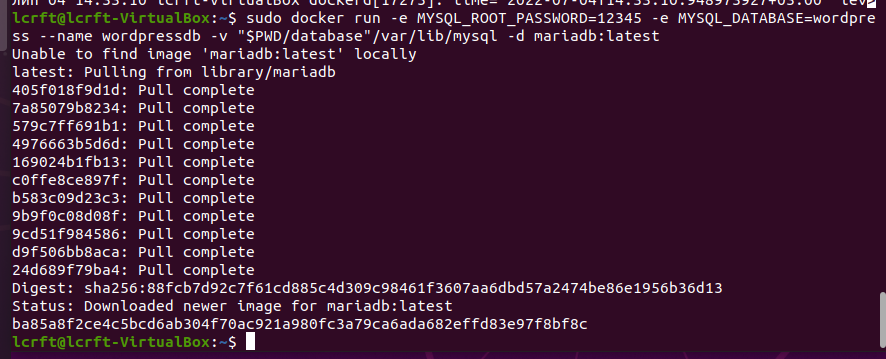 lcrft@lcrft-VirtualBox:~$ sudo docker run -e MYSQL_ROOT_PASSWORD=12345 -e MYSQL_DATABASE=wordpre
ss --name wordpressdb -v "$PWD/database"/var/lib/mysql -d mariadb:latest
Unable to find image 'mariadb:latest' locally
latest: Pulling from library/mariadb
405f018f9d1d: Pull complete
7a85079b8234: Pull complete
579c7ff691b1: Pull complete
4976663b5d6d: Pull complete
169024b1fb13: Pull complete
c0ffe8ce897f: Pull complete
b583c09d23c3: Pull complete
9b9f0c08d08f: Pull complete
9cd51f984586: Pull complete
d9f506bb8aca: Pull complete
24d689f79ba4: Pull complete
Digest: sha256:88fcb7d92c7f61cd885c4d309c98461f3607aa6dbd57a2474be86e1956b36d13
Status: Downloaded newer image for mariadb:latest
ba85a8f2ce4c5bcd6ab304f70ac921a980fc3a79ca6ada682effd83e97f8bf8c
lcrft@lcrft-VirtualBox:~$